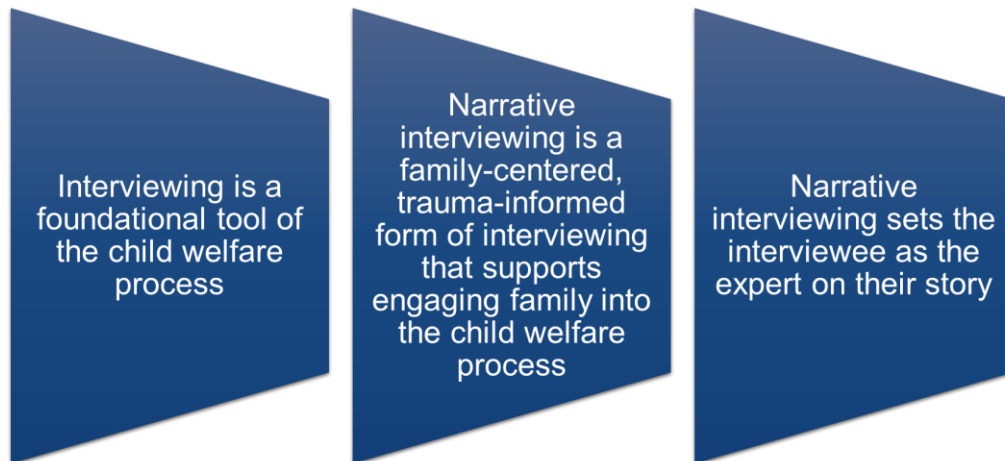 Interviewing is a
foundational tool of
the child welfare
process
Narrative
interviewing is a
family-centered,
trauma-informed
form of interviewing
that supports
engaging family into
the child welfare
process
Narrative
interviewing sets the
interviewee as the
expert on their story